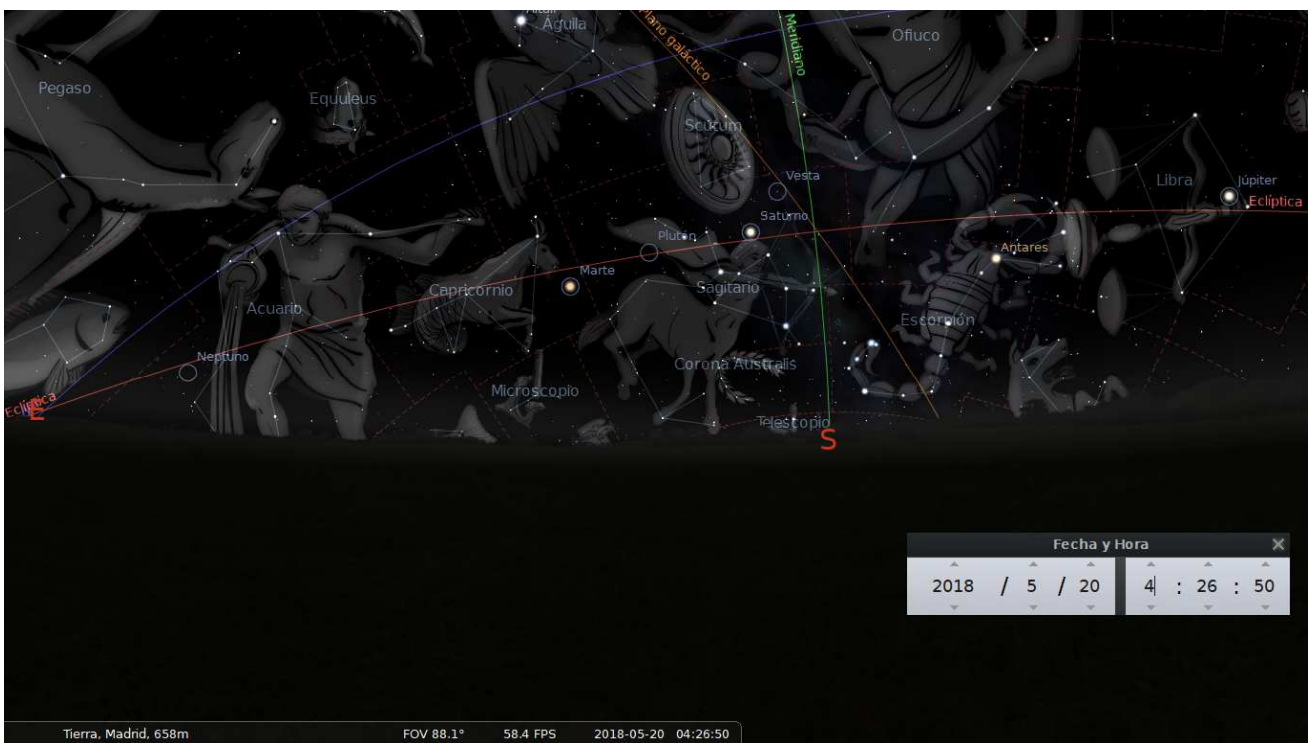 Altair
Águila
Plano galáctico
Meridiano
Ofiuco
Pegaso
Equuleus
Scutum
Vesta
Libra
Júpiter
Eclíptica
Saturno
Plutón
Antares
Marte
Capricornio
Sagitario
Acuario
Escorpión
Neptuno
Corona Australis
Microscopio
Eclíptica
E
Telescopio
S
Fecha y Hora
2018 / 5 / 20 4 : 26 : 50
Tierra, Madrid, 658m FOV 88.1° 58.4 FPS 2018-05-20 04:26:50